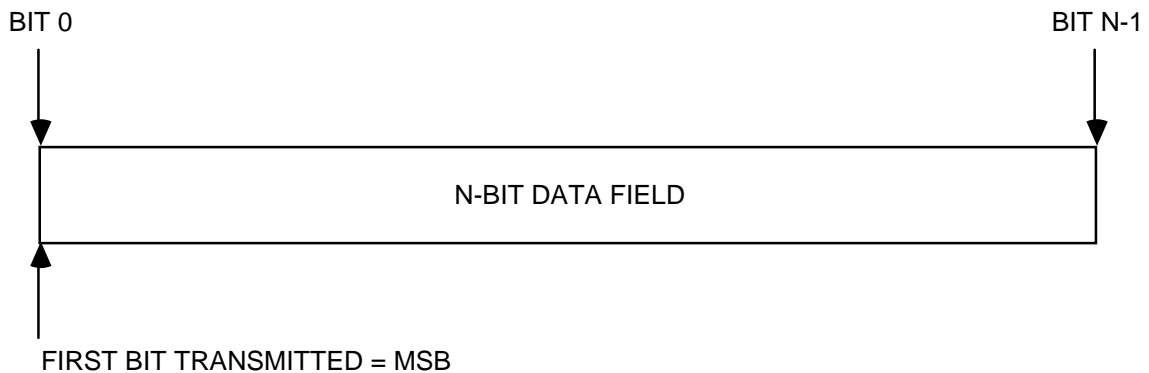 BIT 0
BIT N-1
N-BIT DATA FIELD
FIRST BIT TRANSMITTED = MSB